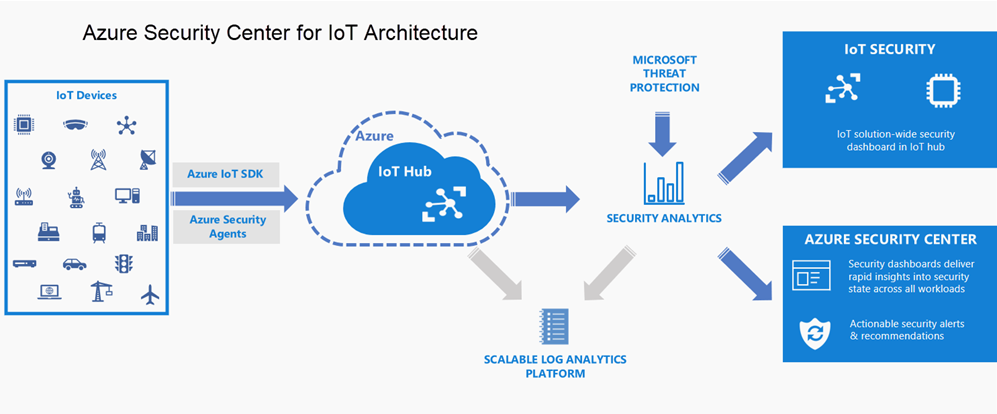 Azure Security Center for IoT Architecture
IoT Devices
Azure IoT SDK
Azure Security
Agents
Azure
IoT Hub
MICROSOFT
THREAT
PROTECTION
SECURITY ANALYTICS
SCALABLE LOG ANALYTICS
PLATFORM
IoT SECURITY
IoT solution-wide security
dashboard in IoT hub
AZURE SECURITY CENTER
Security dashboards deliver
rapid insights into security
state across all workloads
Actionable security alerts
& recommendations